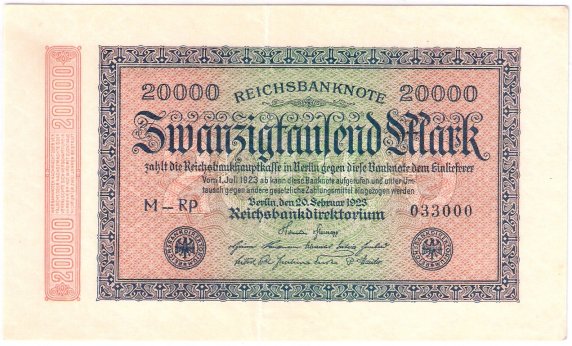 20000 REICHSBANKNOTE 20000
Zwanzigtausend Mark
zahlt die Reichsbankhauptkasse in Berlin gegen diese Banknote dem Einlieferer
Vom 1. Juli 1923 ab kann diese Banknote aufgerufen und unter Um-
tausch gegen andere gesetzliche Zahlungsmittel eingezogen werden
Berlin, den 20. Februar 1923
M-RP Reichsbankdirektorium 033000
20000
20000